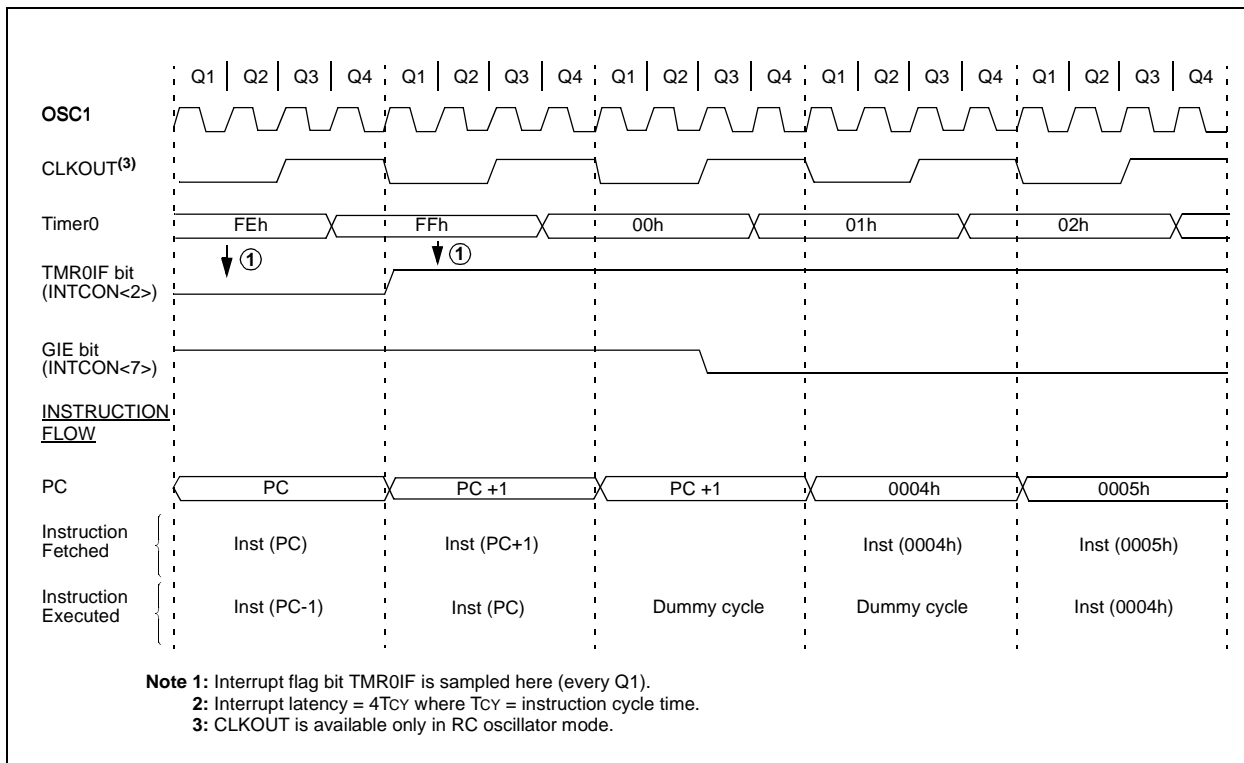 Q1 Q2 Q3 Q4 Q1 Q2 Q3 Q4 Q1 Q2 Q3 Q4 Q1 Q2 Q3 Q4 Q1 Q2 Q3 Q4
OSC1
CLKOUT(3)
Timer0 FEh FFh 00h 01h 02h
1 1
TMR0IF bit
(INTCON<2>)
GIE bit
(INTCON<7>)
INSTRUCTION
FLOW
PC PC PC +1 PC +1 0004h 0005h
Instruction
Fetched Inst (PC) Inst (PC+1) Inst (0004h) Inst (0005h)
Instruction
Executed Inst (PC-1) Inst (PC) Dummy cycle Dummy cycle Inst (0004h)
Note 1: Interrupt flag bit TMR0IF is sampled here (every Q1).
2: Interrupt latency = 4TCY where TCY = instruction cycle time.
3: CLKOUT is available only in RC oscillator mode.